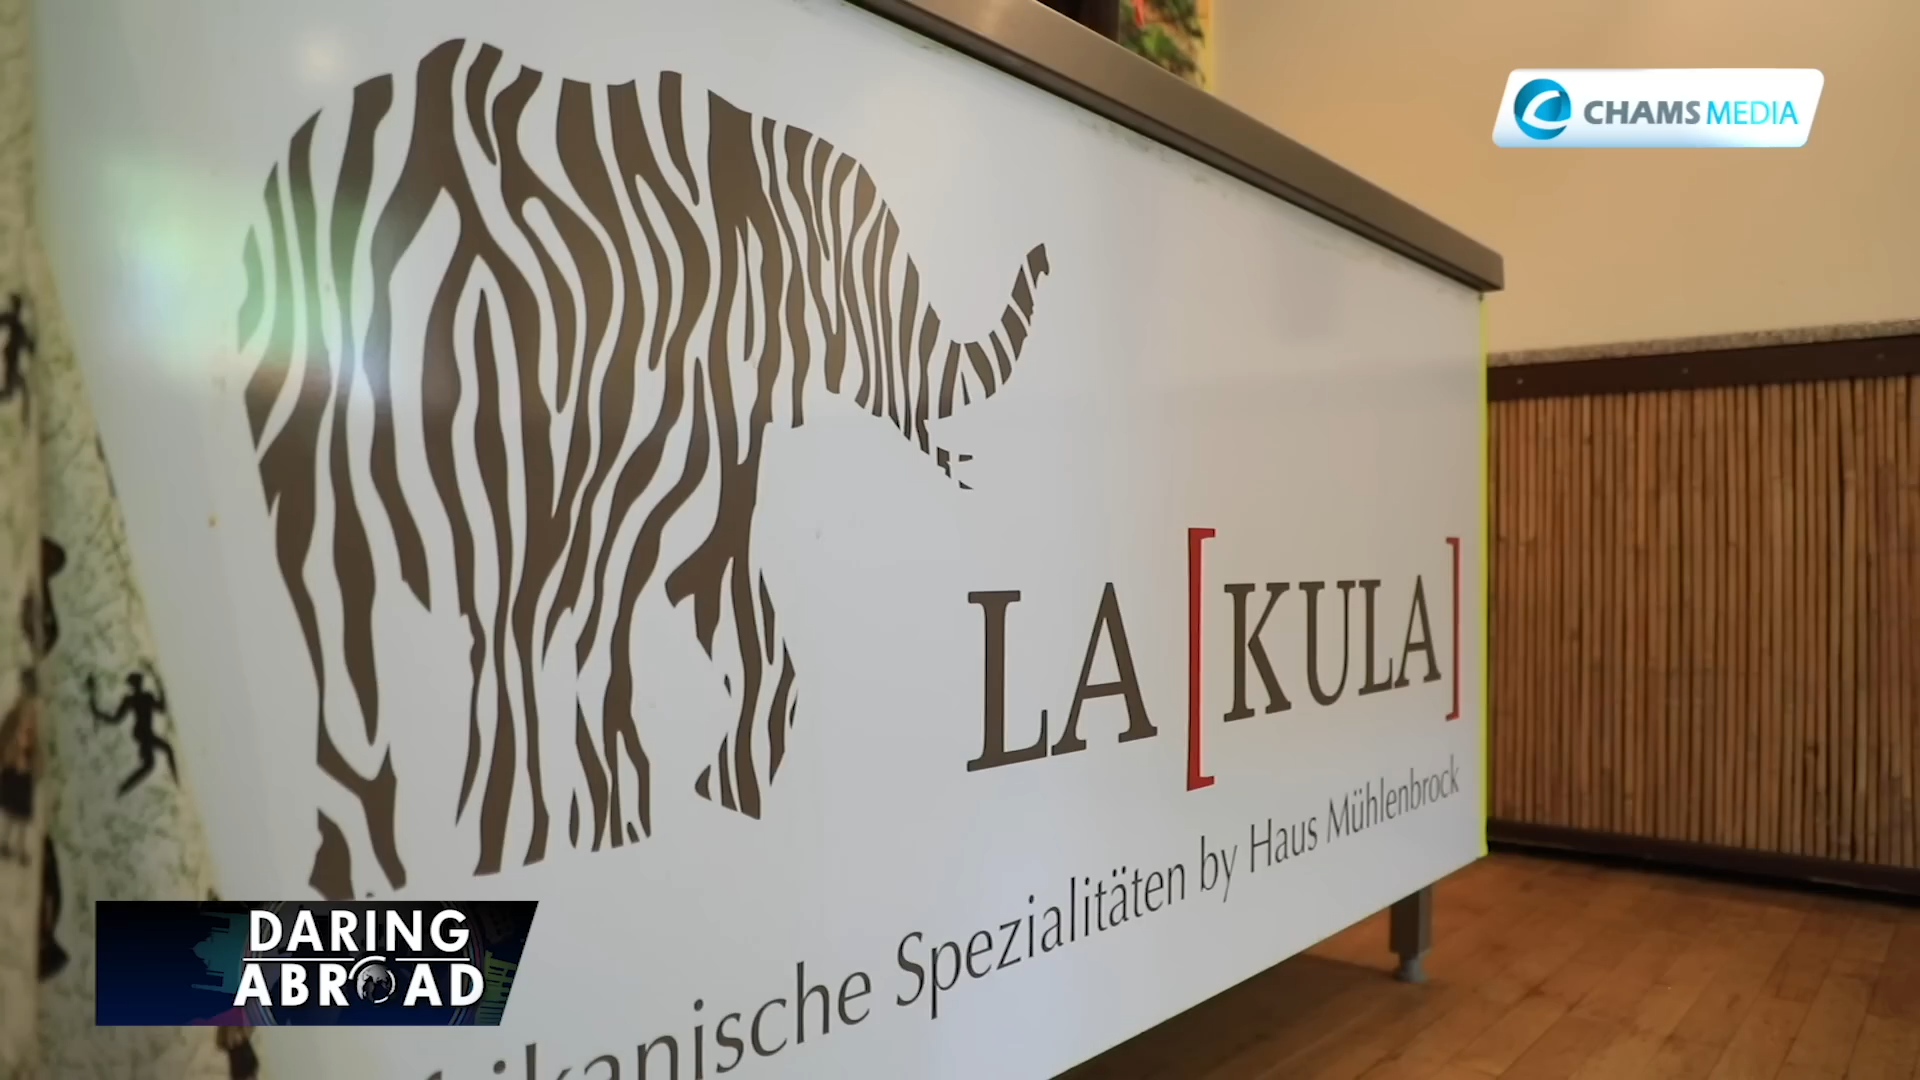 CHAMS MEDIA
LA [KULA]
ikanische Spezialitäten by Haus Mühlenbrock
DARING
ABROAD